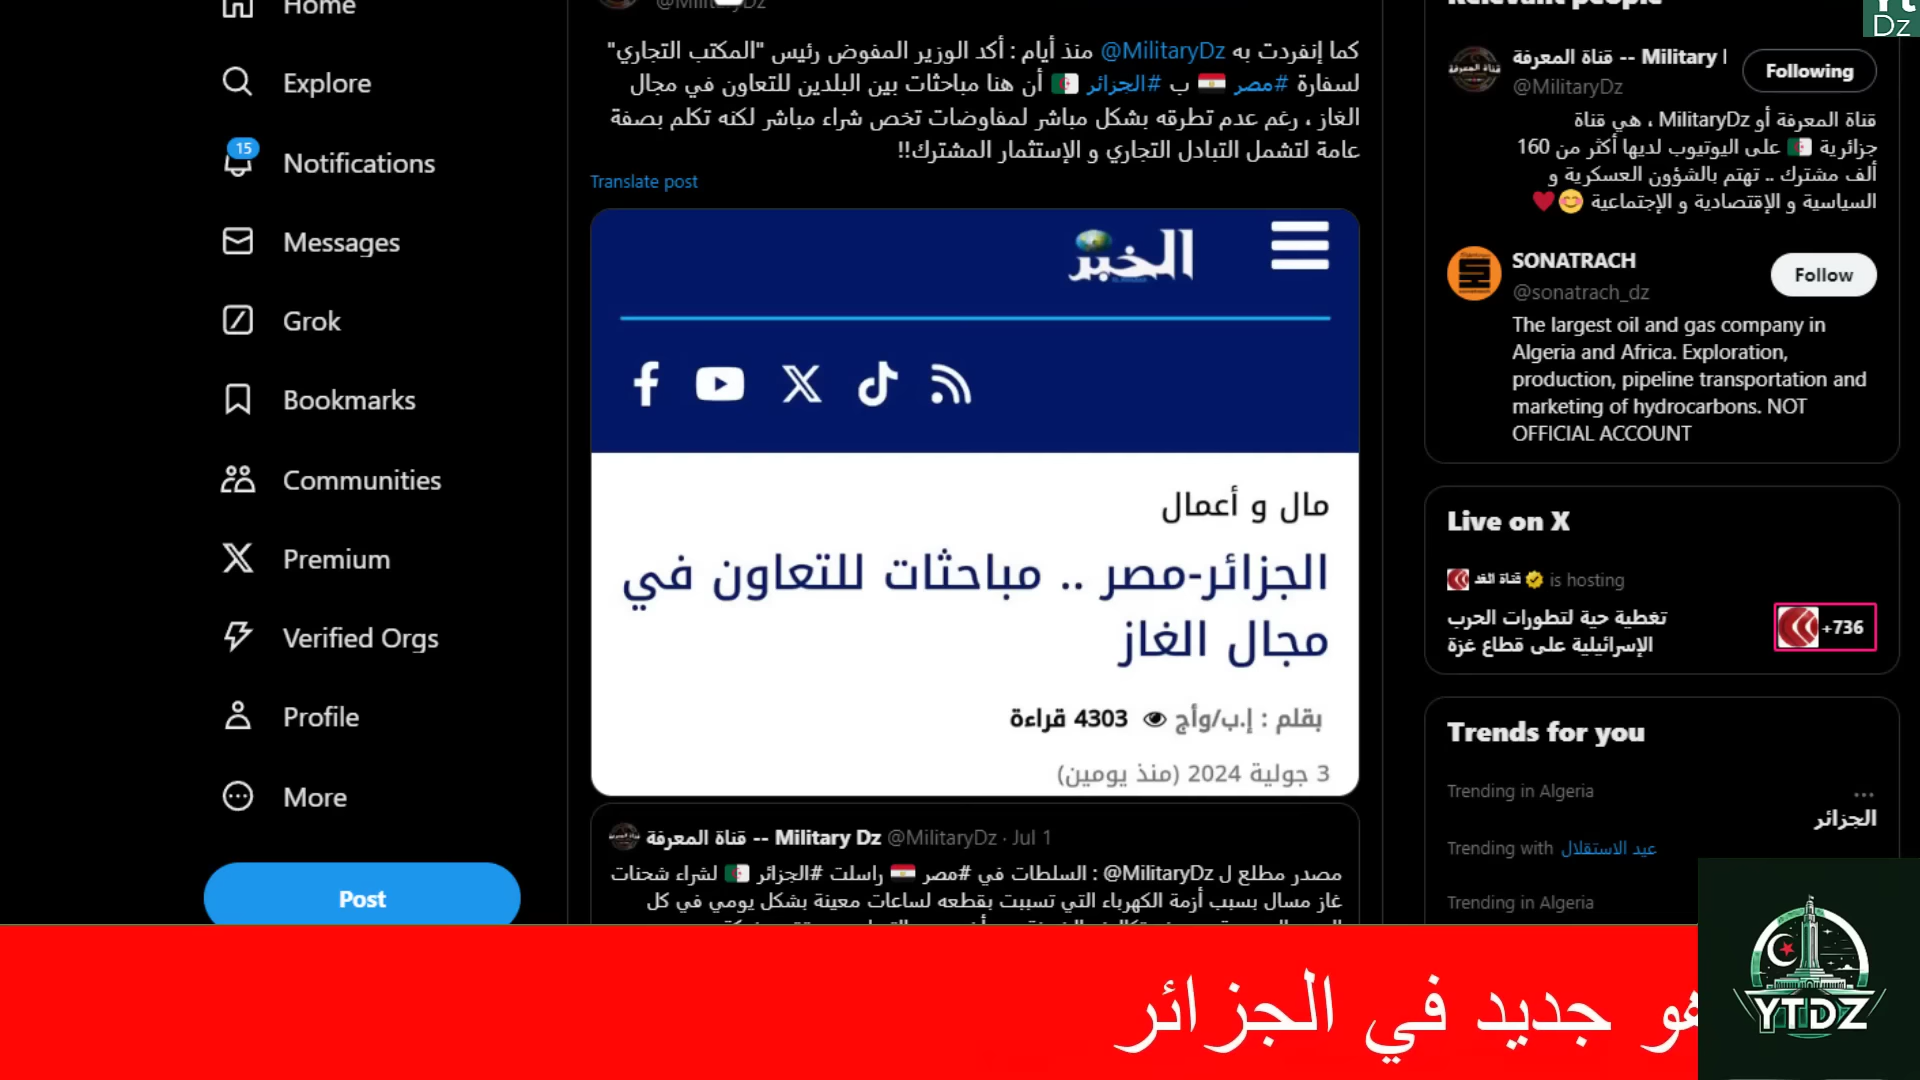 Home
Explore
15
Notifications
Messages
Grok
Bookmarks
Communities
Premium
Verified Orgs
Profile
More
Post
@MilitaryDz
كما إنفردت به @MilitaryDz منذ أيام : أكد الوزير المفوض رئيس "المكتب التجاري"
لسفارة #مصر 🇪🇬 ب #الجزائر 🇩🇿 أن هنا مباحثات بين البلدين للتعاون في مجال
الغاز ، رغم عدم تطرقه بشكل مباشر لمفاوضات تخص شراء مباشر لكنه تكلم بصفة
عامة لتشمل التبادل التجاري و الإستثمار المشترك!!
Translate post
الخبر
مال و أعمال
الجزائر-مصر .. مباحثات للتعاون في
مجال الغاز
بقلم : إ.ب/وأج 4303 قراءة
3 جولية 2024 (منذ يومين)
قناة المعرفة -- Military Dz @MilitaryDz · Jul 1
مصدر مطلع ل @MilitaryDz : السلطات في #مصر 🇪🇬 راسلت #الجزائر 🇩🇿 لشراء شحنات
غاز مسال بسبب أزمة الكهرباء التي تسببت بقطعه لساعات معينة بشكل يومي في كل
Relevant people
قناة المعرفة -- Military
Following
@MilitaryDz
قناة المعرفة أو MilitaryDz ، هي قناة
جزائرية 🇩🇿 على اليوتيوب لديها أكثر من 160
ألف مشترك .. تهتم بالشؤون العسكرية و
السياسية و الإقتصادية و الإجتماعية 😊❤️
SONATRACH
Follow
@sonatrach_dz
The largest oil and gas company in
Algeria and Africa. Exploration,
production, pipeline transportation and
marketing of hydrocarbons. NOT
OFFICIAL ACCOUNT
Live on X
قناة الغد is hosting
تغطية حية لتطورات الحرب
الإسرائيلية على قطاع غزة
+736
Trends for you
Trending in Algeria
الجزائر
Trending with عيد الاستقلال
Trending in Algeria
Yt
Dz
هو جديد في الجزائر
YTDZ